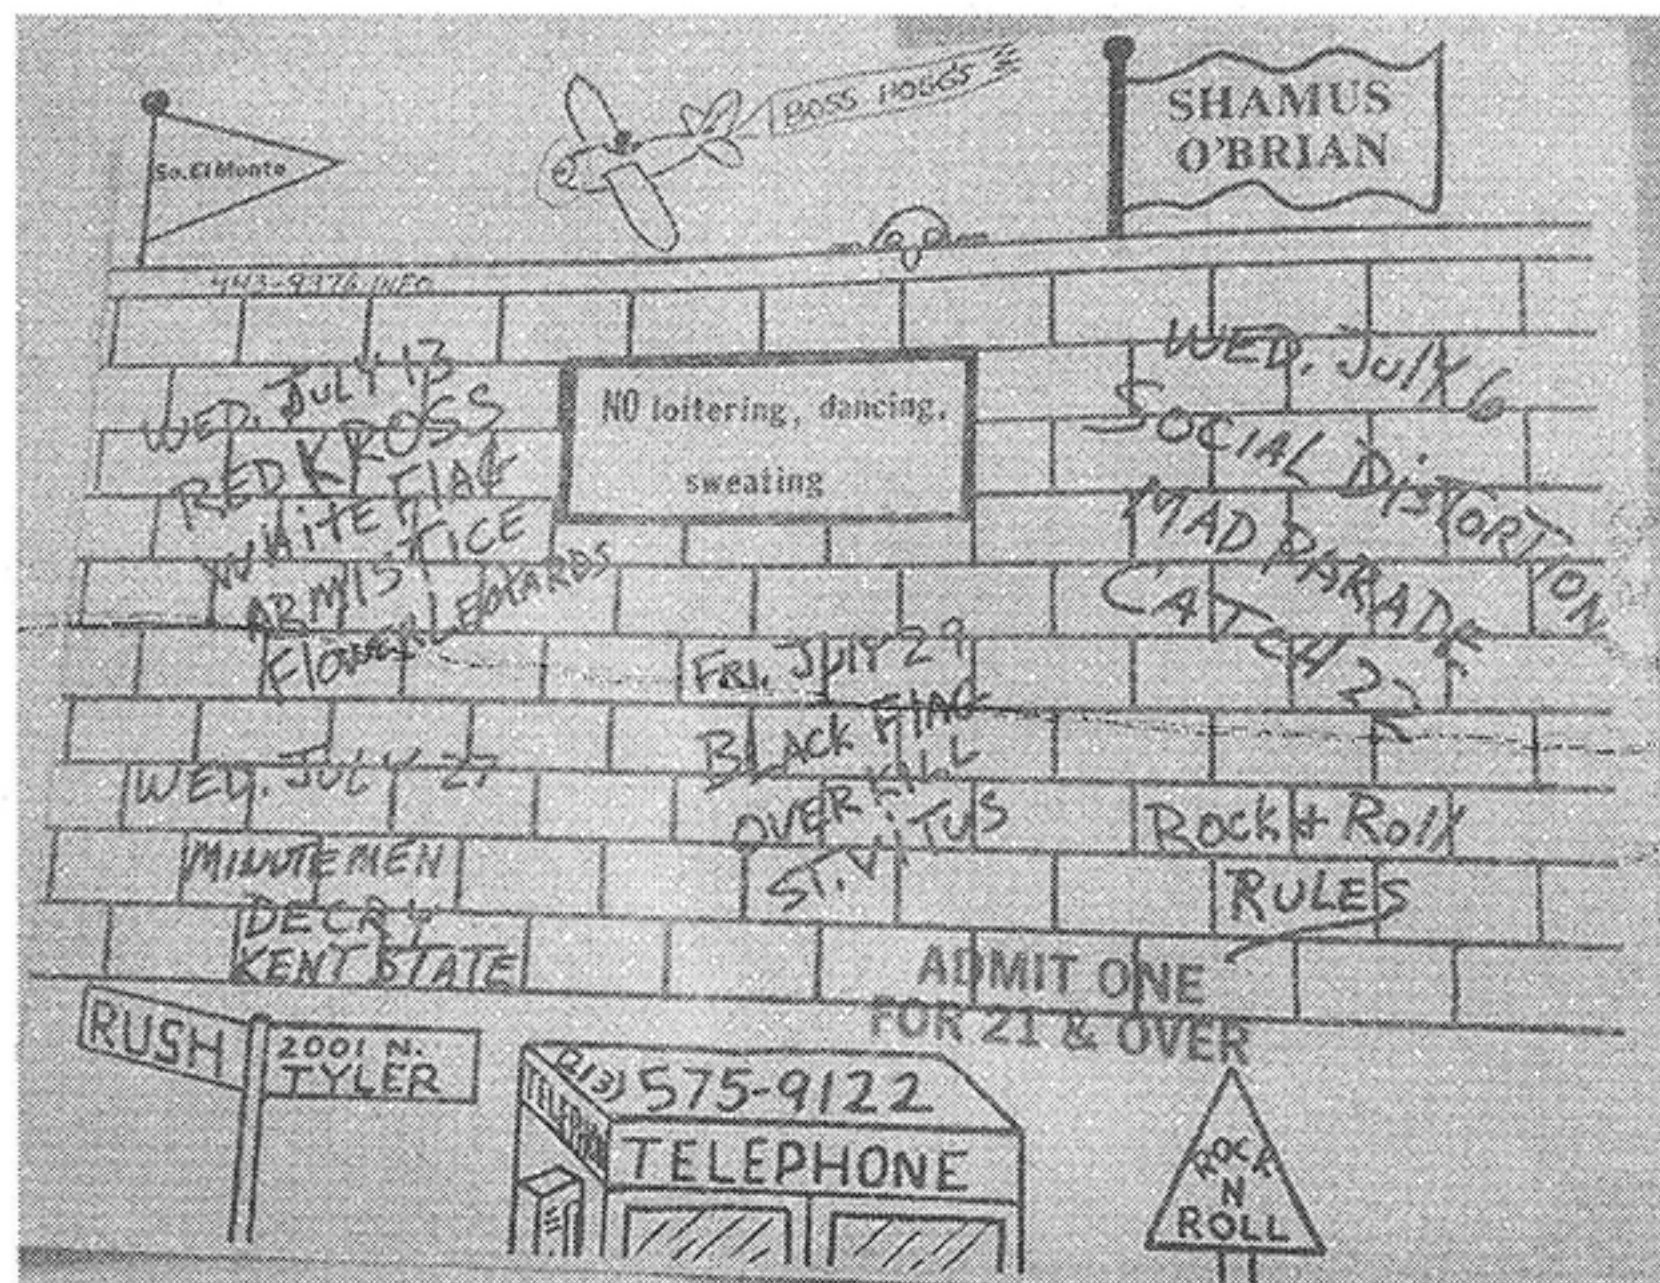 So. El Monte
BOSS HOGG'S
SHAMUS
O'BRIAN
443-9976 INFO
WED. JULY 13
RED KROSS
WHITE FLAG
ARMISTICE
FLOWER LEOTARDS
NO loitering, dancing,
sweating
WED. JULY 6
SOCIAL DISTORTION
MAD PARADE
CATCH 22
FRI. JULY 29
BLACK FLAG
OVERKILL
ST. VITUS
WED. JULY 27
MINUTEMEN
DECRY
KENT STATE
ROCK + Roll
RULES
ADMIT ONE
FOR 21 & OVER
RUSH
2001 N.
TYLER
(213) 575-9122
TELEPHONE
TELEPHONE
ROCK
N
ROLL